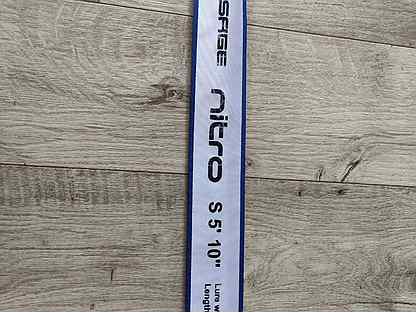 SAGE nitro S 5' 10"
Lure w
Length